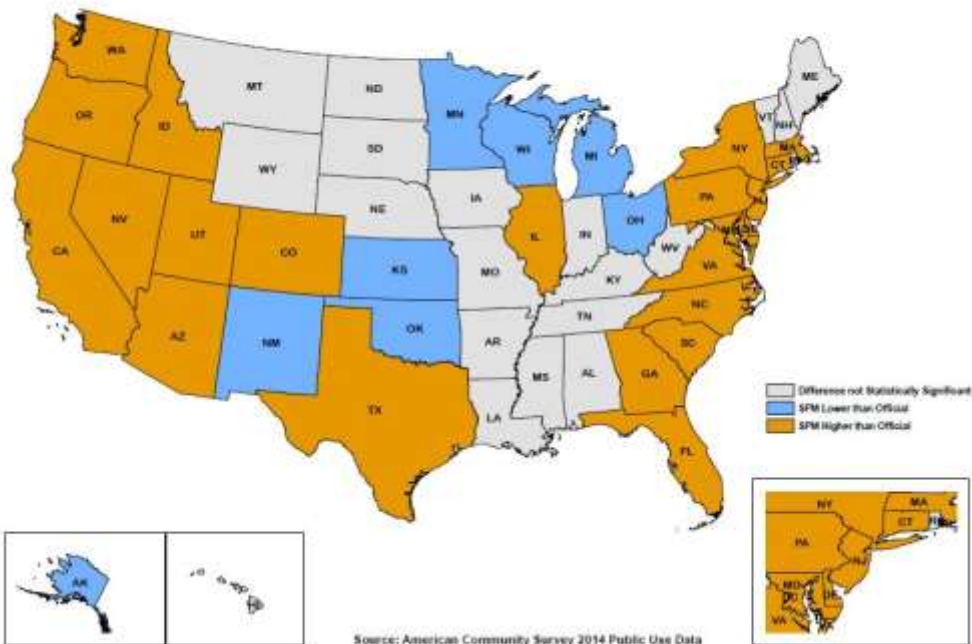 WA
MT
ND
MN
ME
OR
ID
SD
WI
MI
VT
NH
WY
NY
MA
CT
IA
NE
PA
NJ
NV
UT
IL
IN
OH
CA
CO
WV
KS
MO
KY
VA
TN
NC
AZ
NM
OK
AR
SC
MS
AL
GA
TX
LA
FL
Difference not Statistically Significant
SPM Lower than Official
SPM Higher than Official
NY
MA
CT
PA
NJ
MD
DE
VA
AK
Source: American Community Survey 2014 Public Use Data